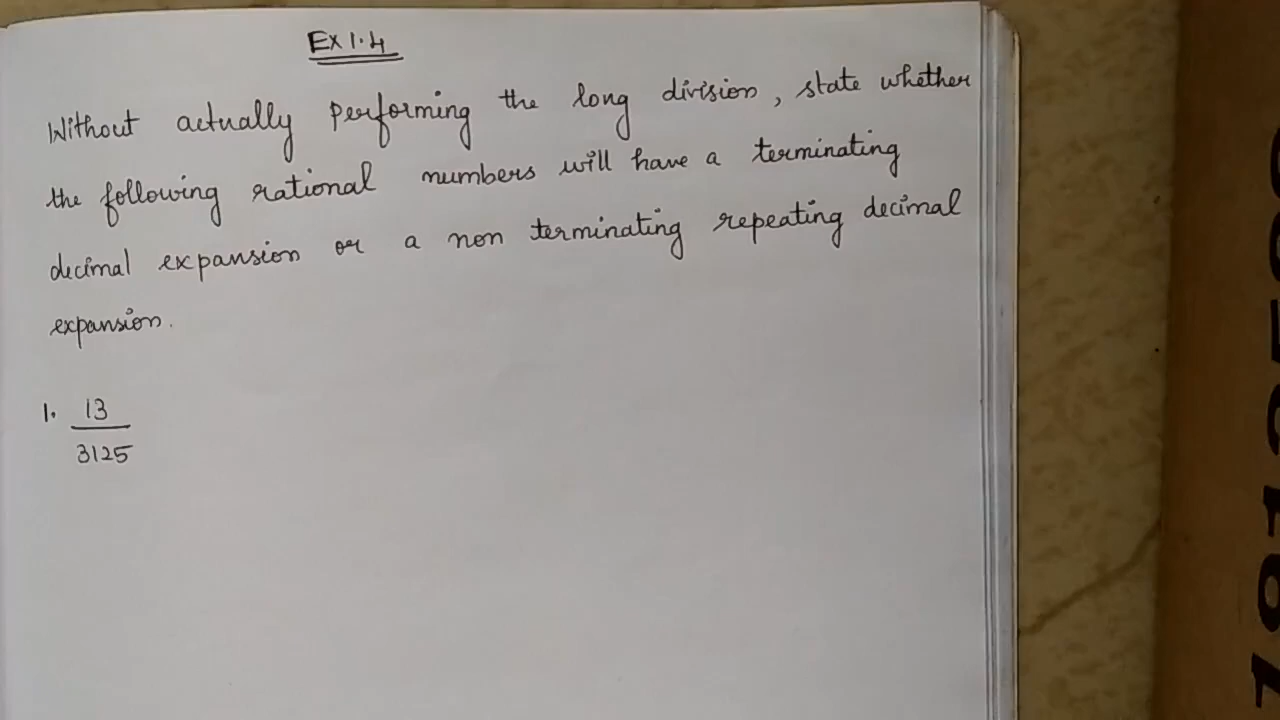 Ex 1.4
Without actually performing the long division, state whether
the following rational numbers will have a terminating
decimal expansion or a non terminating repeating decimal
expansion.
1. 13
3125